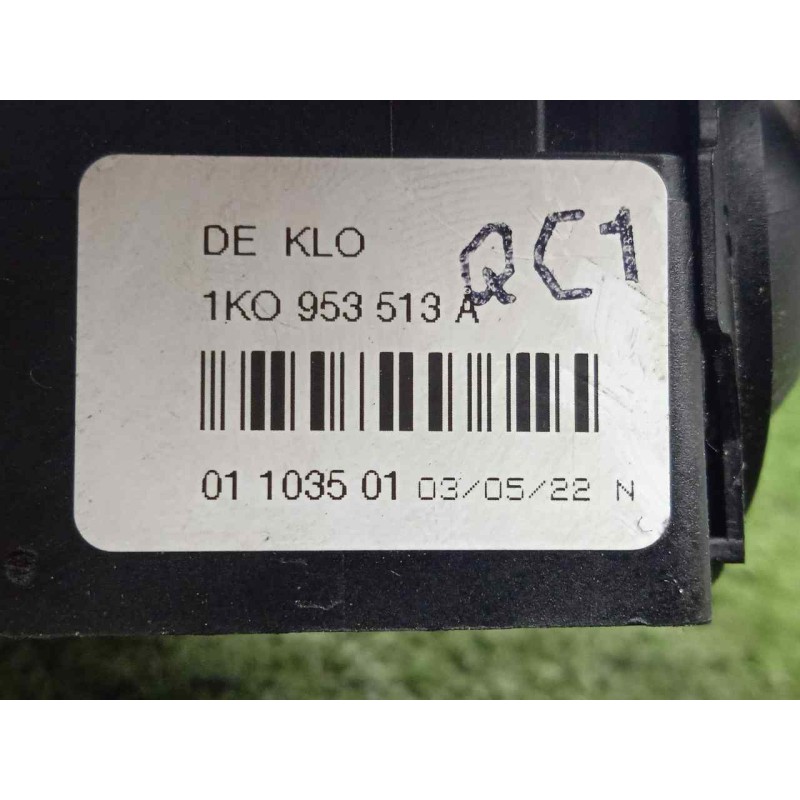 DE KLO
QC1
1KO 953 513 A
01 1035 01 03/05/22 N